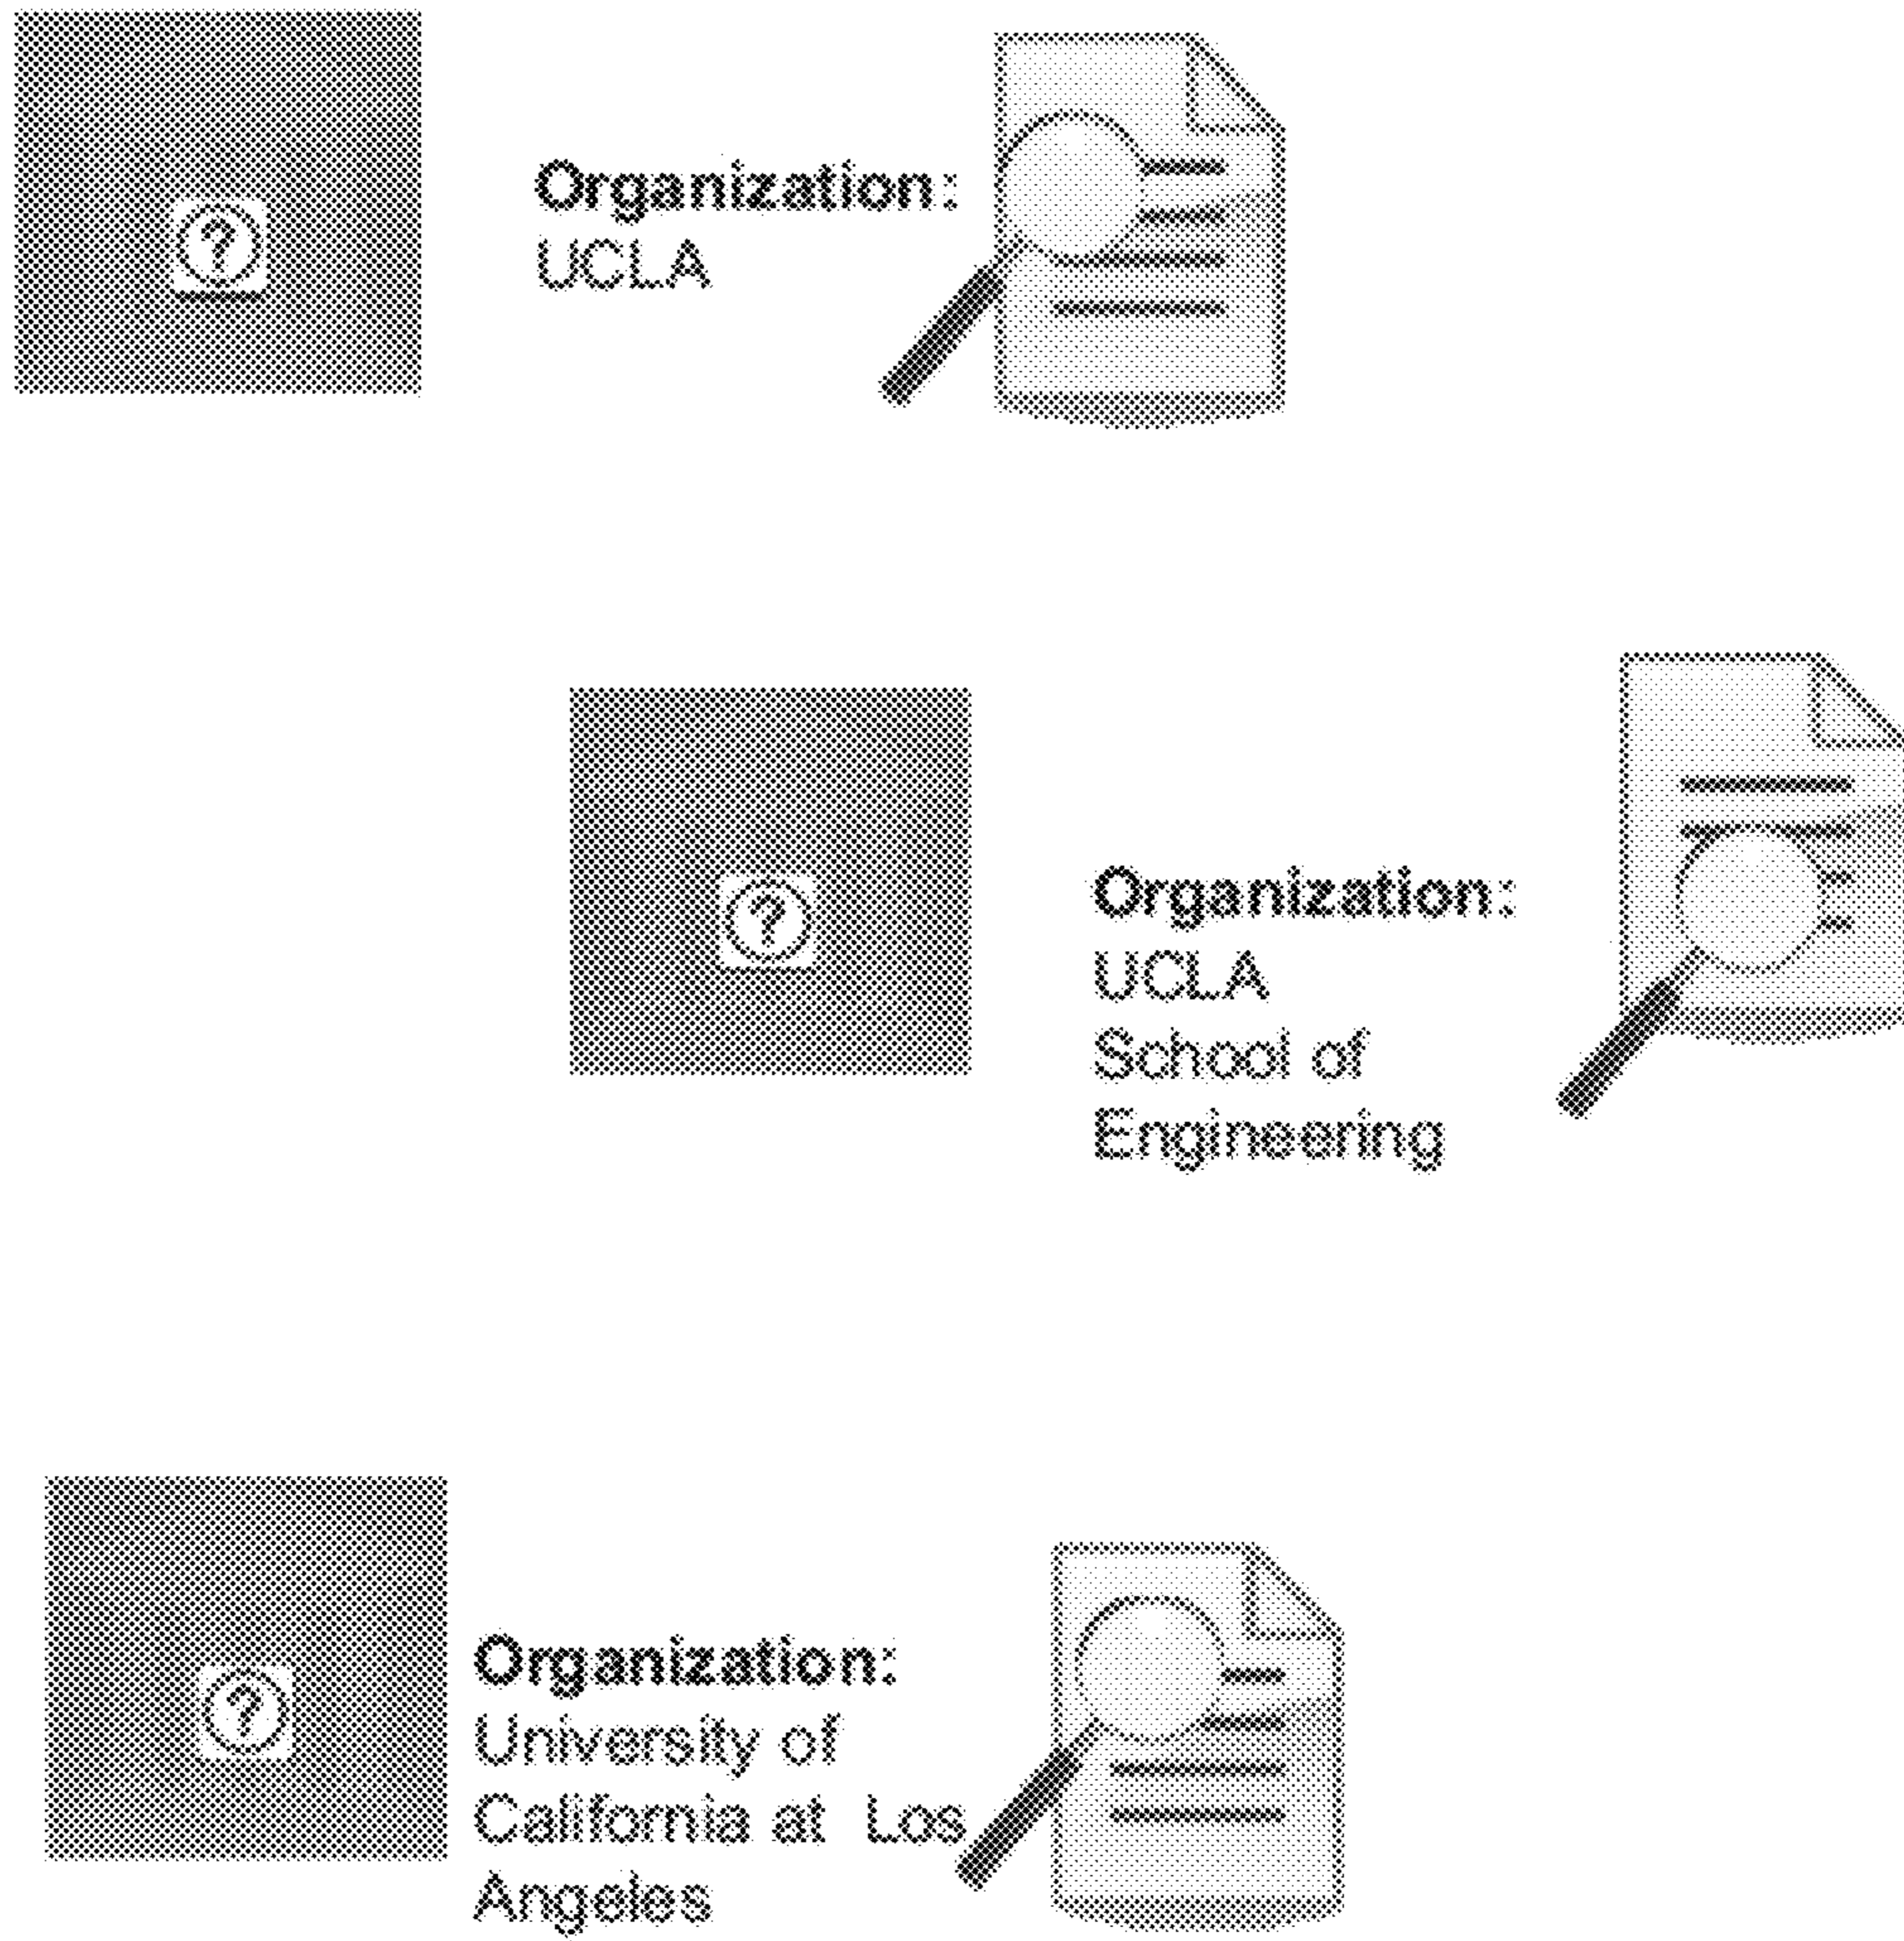 ?
Organization:
UCLA
?
Organization:
UCLA
School of
Engineering
?
Organization:
University of
California at Los
Angeles